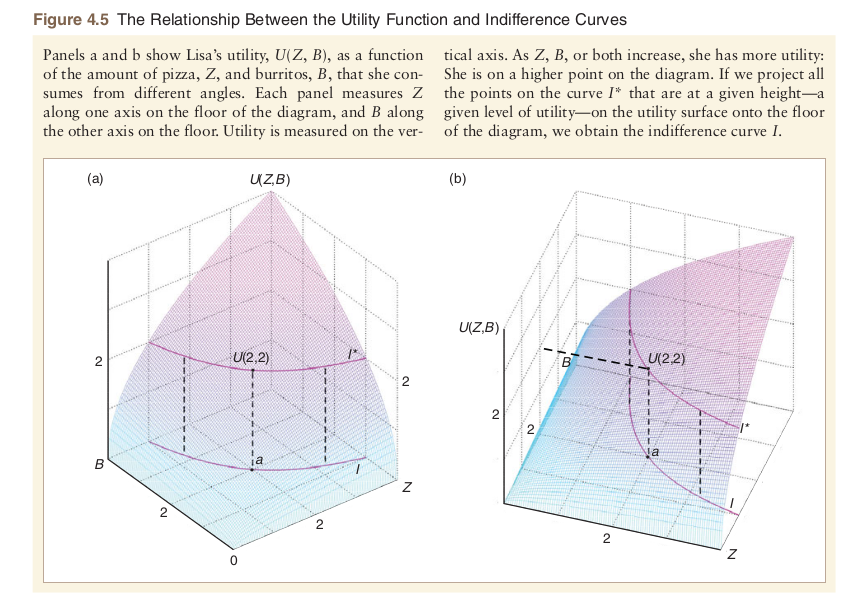 Figure 4.5 The Relationship Between the Utility Function and Indifference Curves
Panels a and b show Lisa's utility, U(Z, B), as a function
of the amount of pizza, Z, and burritos, B, that she con-
sumes from different angles. Each panel measures Z
along one axis on the floor of the diagram, and B along
the other axis on the floor. Utility is measured on the ver-
tical axis. As Z, B, or both increase, she has more utility:
She is on a higher point on the diagram. If we project all
the points on the curve I* that are at a given height—a
given level of utility—on the utility surface onto the floor
of the diagram, we obtain the indifference curve I.
(a)
U(Z,B)
2
U(2,2)
I*
2
B
a
I
Z
2
2
0
(b)
U(Z,B)
B
U(2,2)
2
2
I*
a
I
2
Z